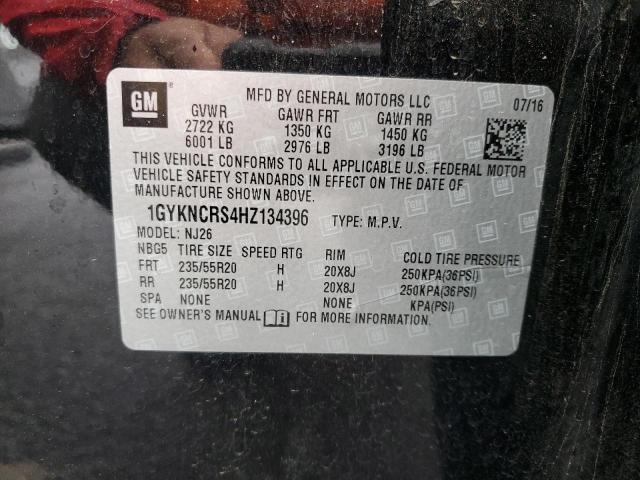 GM ®
MFD BY GENERAL MOTORS LLC 07/16
GVWR GAWR FRT GAWR RR
2722 KG 1350 KG 1450 KG
6001 LB 2976 LB 3196 LB
THIS VEHICLE CONFORMS TO ALL APPLICABLE U.S. FEDERAL MOTOR
VEHICLE SAFETY STANDARDS IN EFFECT ON THE DATE OF
MANUFACTURE SHOWN ABOVE.
1GYKNCRS4HZ134396 TYPE: M.P.V.
MODEL: NJ26
NBG5 TIRE SIZE SPEED RTG RIM COLD TIRE PRESSURE
FRT 235/55R20 H 20X8J 250KPA(36PSI)
RR 235/55R20 H 20X8J 250KPA(36PSI)
SPA NONE NONE KPA(PSI)
SEE OWNER'S MANUAL i FOR MORE INFORMATION.